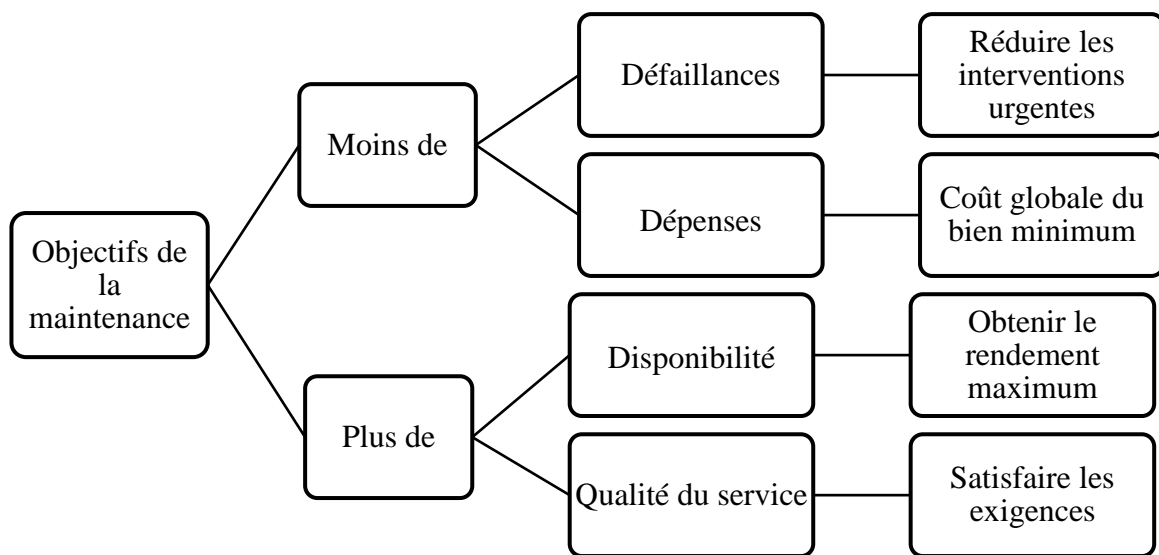 Objectifs de
la
maintenance
Moins de
Défaillances
Réduire les
interventions
urgentes
Dépenses
Coût globale du
bien minimum
Plus de
Disponibilité
Obtenir le
rendement
maximum
Qualité du service
Satisfaire les
exigences